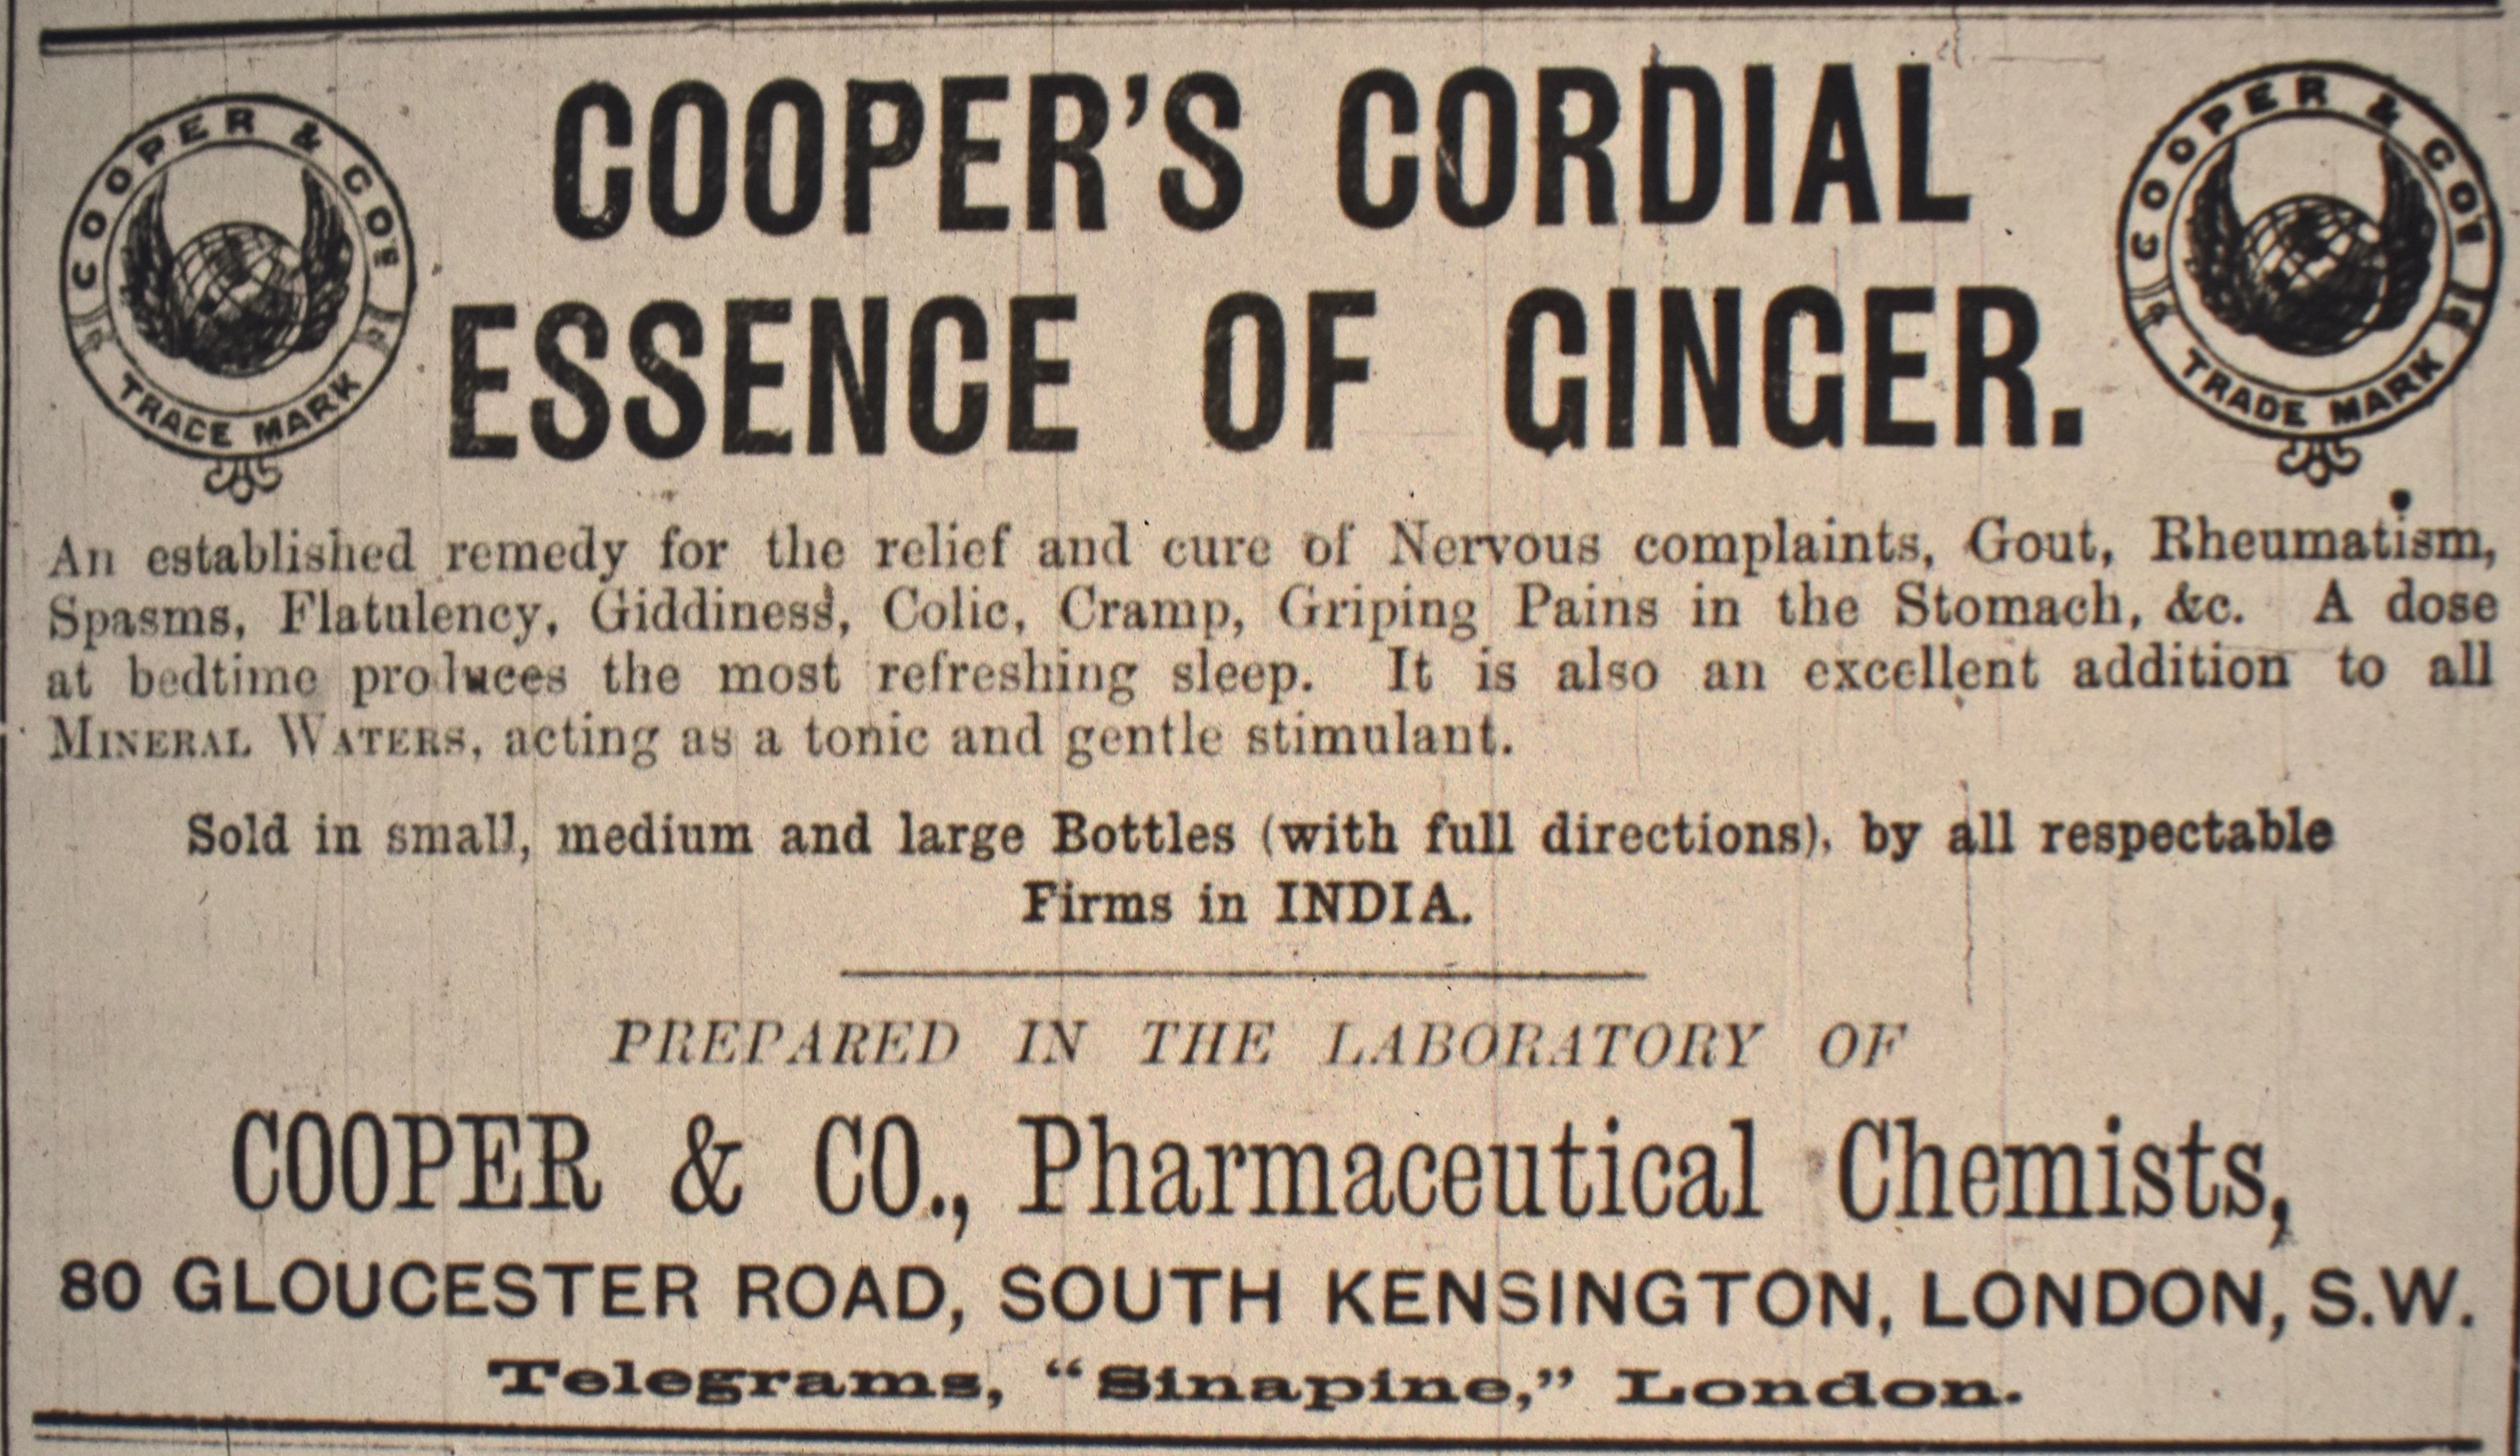 COOPER & CO'S
TRADE MARK
COOPER'S CORDIAL
ESSENCE OF GINGER.
COOPER & CO'S
TRADE MARK
An established remedy for the relief and cure of Nervous complaints, Gout, Rheumatism,
Spasms, Flatulency, Giddiness, Colic, Cramp, Griping Pains in the Stomach, &c. A dose
at bedtime produces the most refreshing sleep. It is also an excellent addition to all
MINERAL WATERS, acting as a tonic and gentle stimulant.
Sold in small, medium and large Bottles (with full directions), by all respectable
Firms in INDIA.
PREPARED IN THE LABORATORY OF
COOPER & CO., Pharmaceutical Chemists,
80 GLOUCESTER ROAD, SOUTH KENSINGTON, LONDON, S.W.
Telegrams, "Sinapine," London.